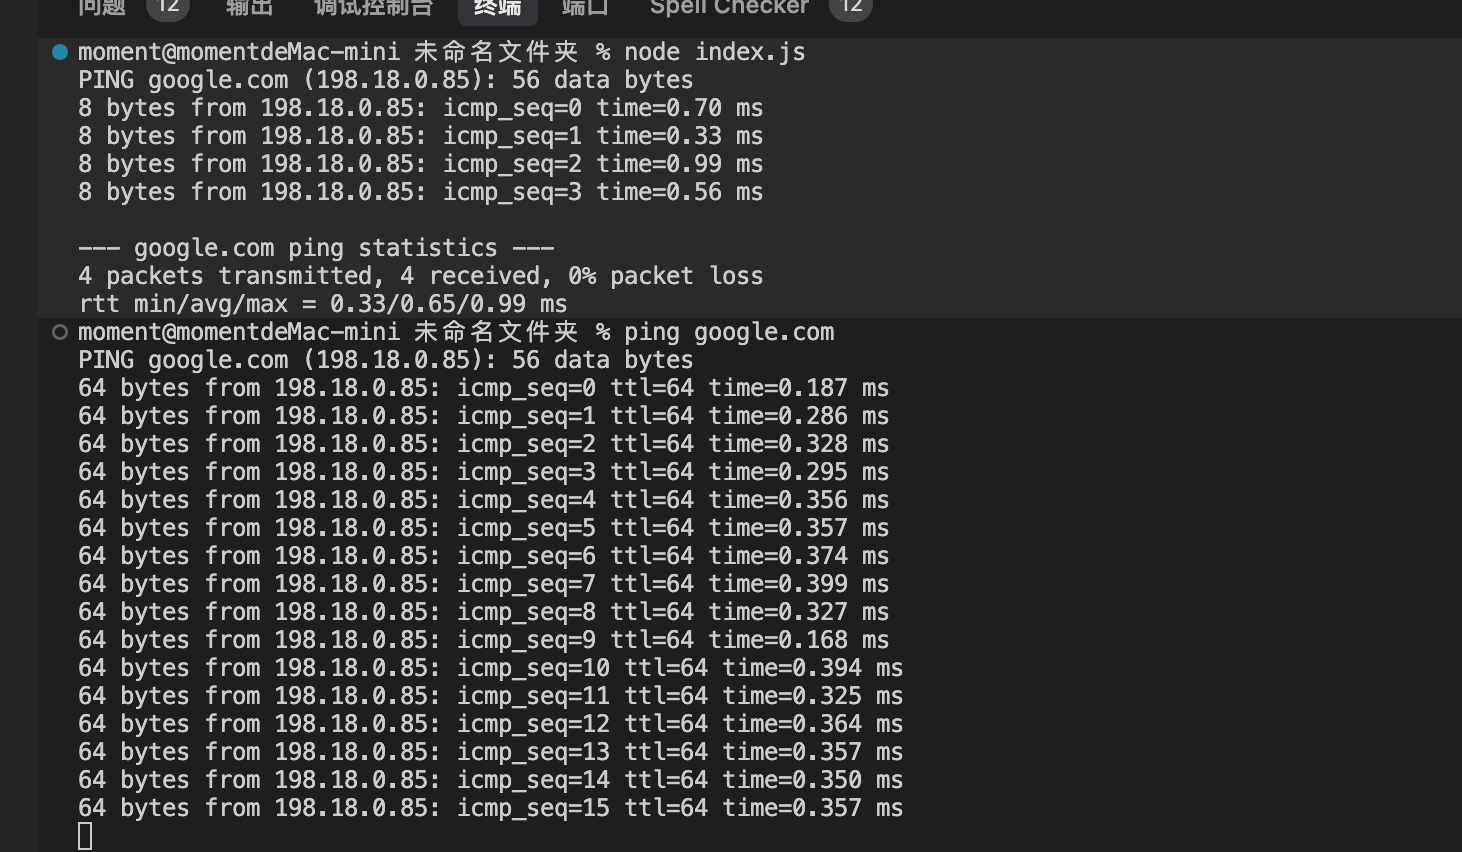 问题 12 输出 调试控制台 终端 端口 Spell Checker 12
moment@momentdeMac-mini 未命名文件夹 % node index.js
PING google.com (198.18.0.85): 56 data bytes
8 bytes from 198.18.0.85: icmp_seq=0 time=0.70 ms
8 bytes from 198.18.0.85: icmp_seq=1 time=0.33 ms
8 bytes from 198.18.0.85: icmp_seq=2 time=0.99 ms
8 bytes from 198.18.0.85: icmp_seq=3 time=0.56 ms
--- google.com ping statistics ---
4 packets transmitted, 4 received, 0% packet loss
rtt min/avg/max = 0.33/0.65/0.99 ms
moment@momentdeMac-mini 未命名文件夹 % ping google.com
PING google.com (198.18.0.85): 56 data bytes
64 bytes from 198.18.0.85: icmp_seq=0 ttl=64 time=0.187 ms
64 bytes from 198.18.0.85: icmp_seq=1 ttl=64 time=0.286 ms
64 bytes from 198.18.0.85: icmp_seq=2 ttl=64 time=0.328 ms
64 bytes from 198.18.0.85: icmp_seq=3 ttl=64 time=0.295 ms
64 bytes from 198.18.0.85: icmp_seq=4 ttl=64 time=0.356 ms
64 bytes from 198.18.0.85: icmp_seq=5 ttl=64 time=0.357 ms
64 bytes from 198.18.0.85: icmp_seq=6 ttl=64 time=0.374 ms
64 bytes from 198.18.0.85: icmp_seq=7 ttl=64 time=0.399 ms
64 bytes from 198.18.0.85: icmp_seq=8 ttl=64 time=0.327 ms
64 bytes from 198.18.0.85: icmp_seq=9 ttl=64 time=0.168 ms
64 bytes from 198.18.0.85: icmp_seq=10 ttl=64 time=0.394 ms
64 bytes from 198.18.0.85: icmp_seq=11 ttl=64 time=0.325 ms
64 bytes from 198.18.0.85: icmp_seq=12 ttl=64 time=0.364 ms
64 bytes from 198.18.0.85: icmp_seq=13 ttl=64 time=0.357 ms
64 bytes from 198.18.0.85: icmp_seq=14 ttl=64 time=0.350 ms
64 bytes from 198.18.0.85: icmp_seq=15 ttl=64 time=0.357 ms